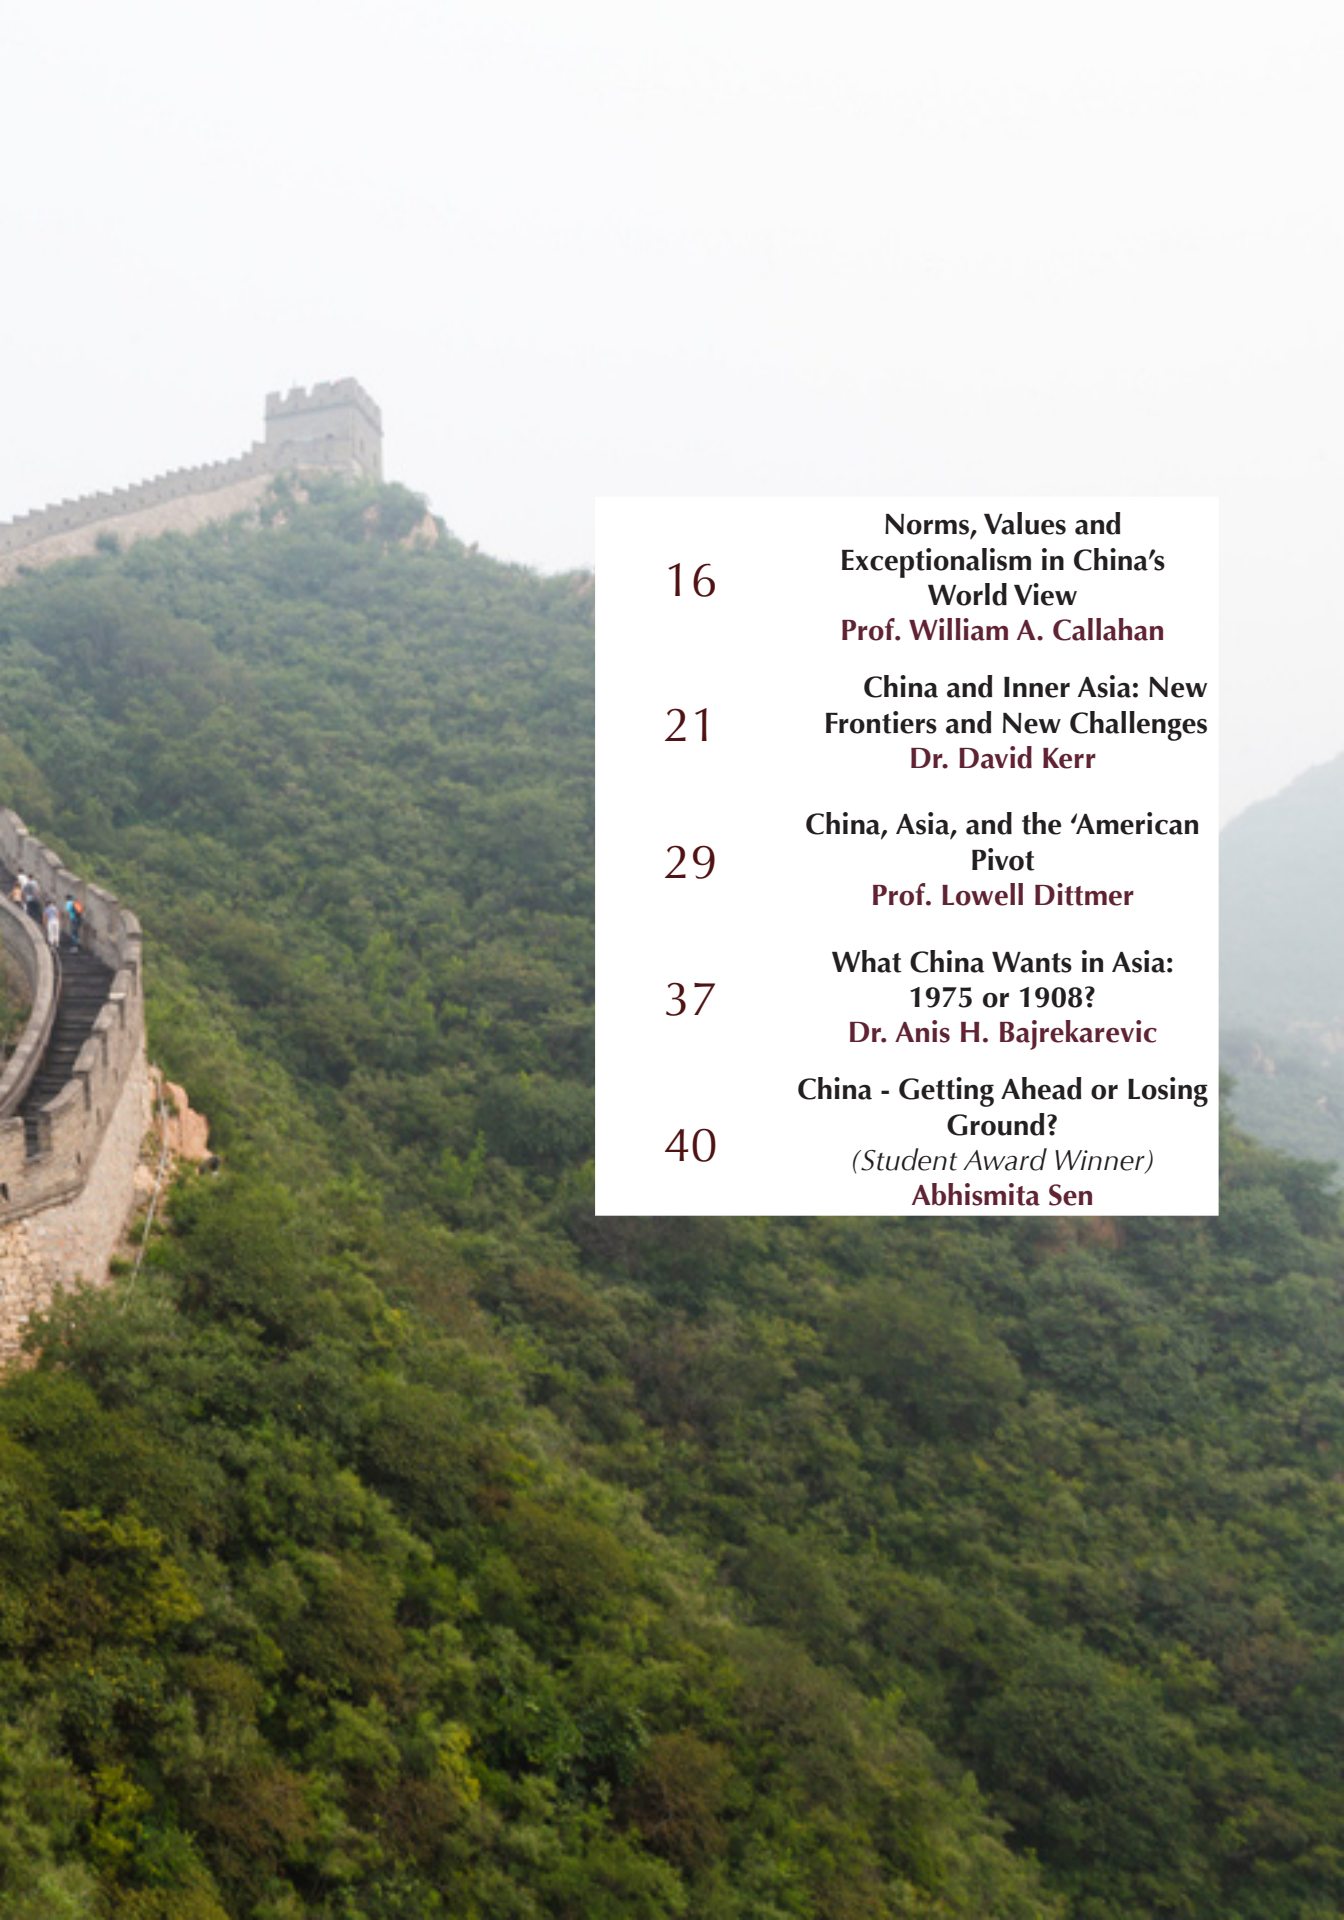 16
Norms, Values and
Exceptionalism in China’s
World View
Prof. William A. Callahan
21
China and Inner Asia: New
Frontiers and New Challenges
Dr. David Kerr
29
China, Asia, and the ‘American
Pivot
Prof. Lowell Dittmer
37
What China Wants in Asia:
1975 or 1908?
Dr. Anis H. Bajrekarevic
40
China - Getting Ahead or Losing
Ground?
(Student Award Winner)
Abhismita Sen